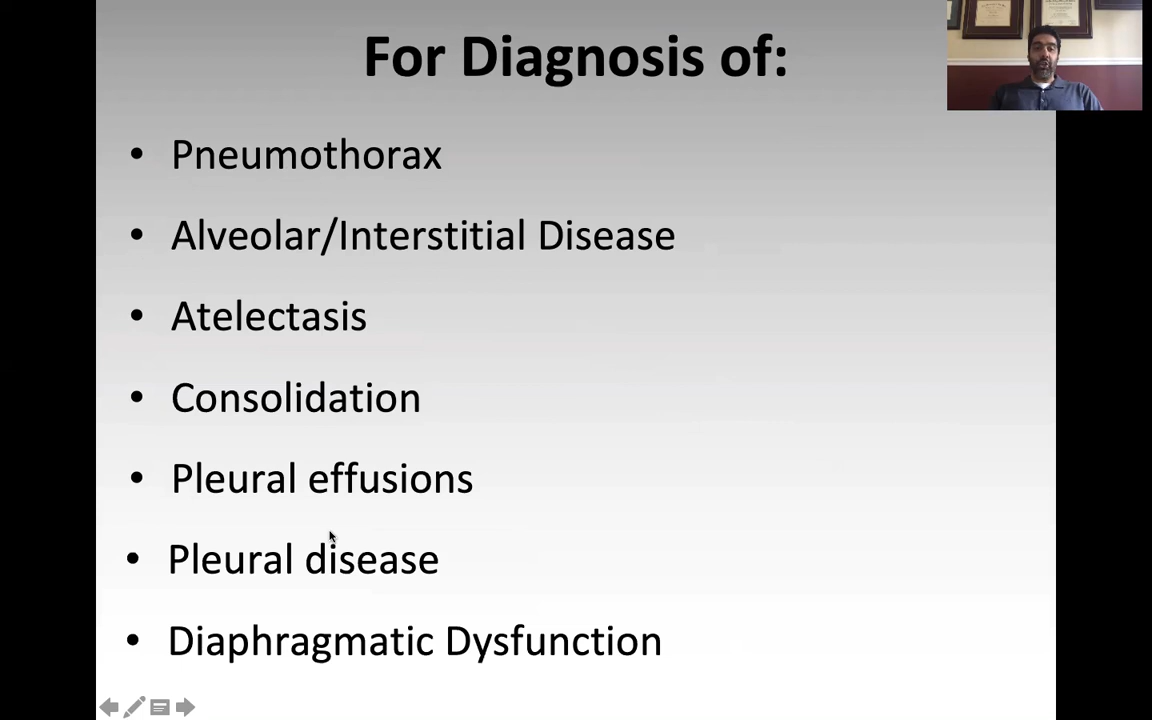 For Diagnosis of:
• Pneumothorax
• Alveolar/Interstitial Disease
• Atelectasis
• Consolidation
• Pleural effusions
• Pleural disease
• Diaphragmatic Dysfunction